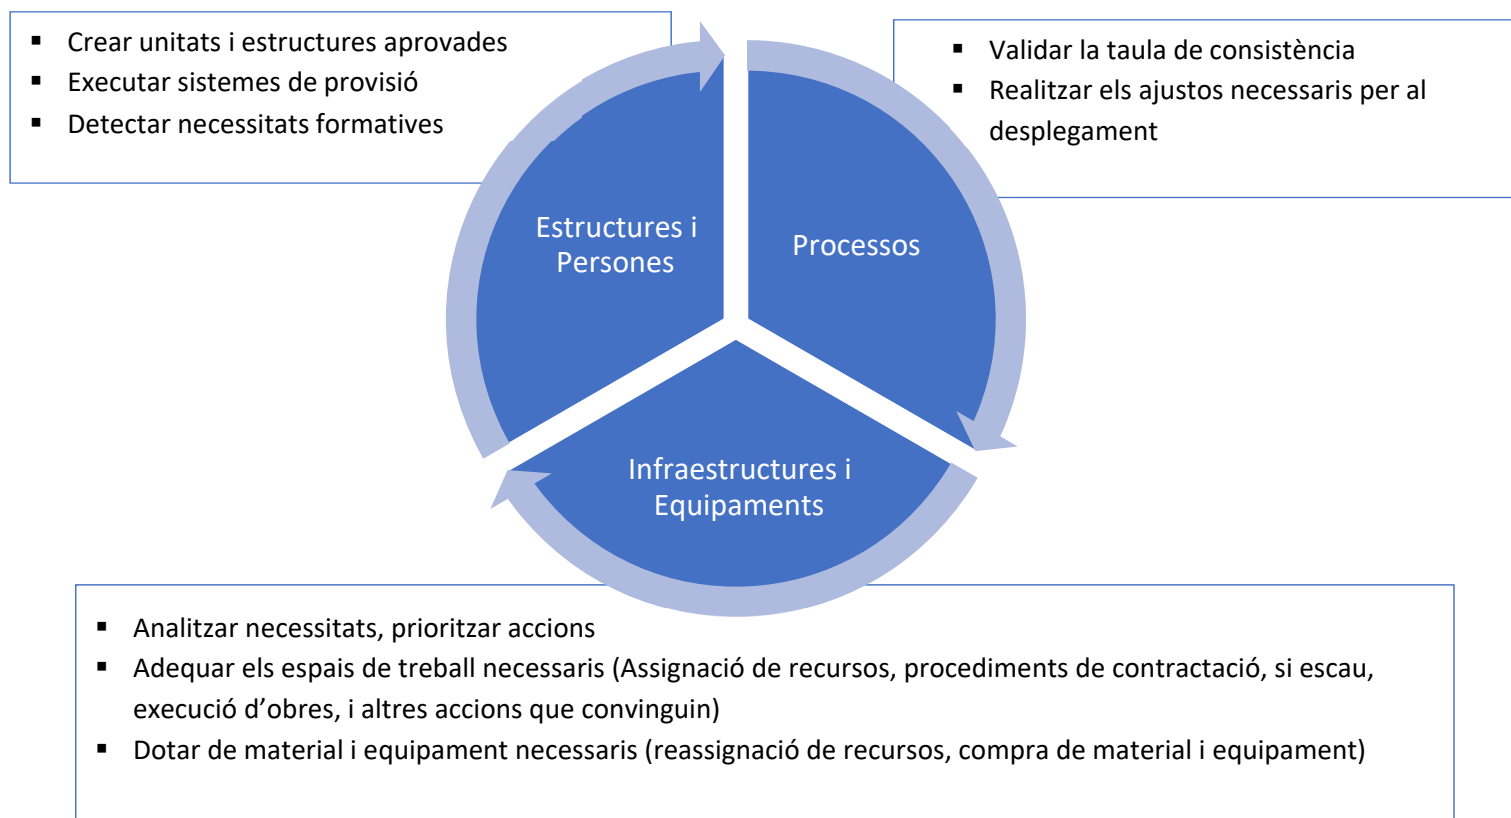 ▪ Crear unitats i estructures aprovades
▪ Executar sistemes de provisió
▪ Detectar necessitats formatives
▪ Validar la taula de consistència
▪ Realitzar els ajustos necessaris per al
desplegament
Estructures i
Persones
Processos
Infraestructures i
Equipaments
▪ Analitzar necessitats, prioritzar accions
▪ Adequar els espais de treball necessaris (Assignació de recursos, procediments de contractació, si escau,
execució d’obres, i altres accions que convinguin)
▪ Dotar de material i equipament necessaris (reassignació de recursos, compra de material i equipament)